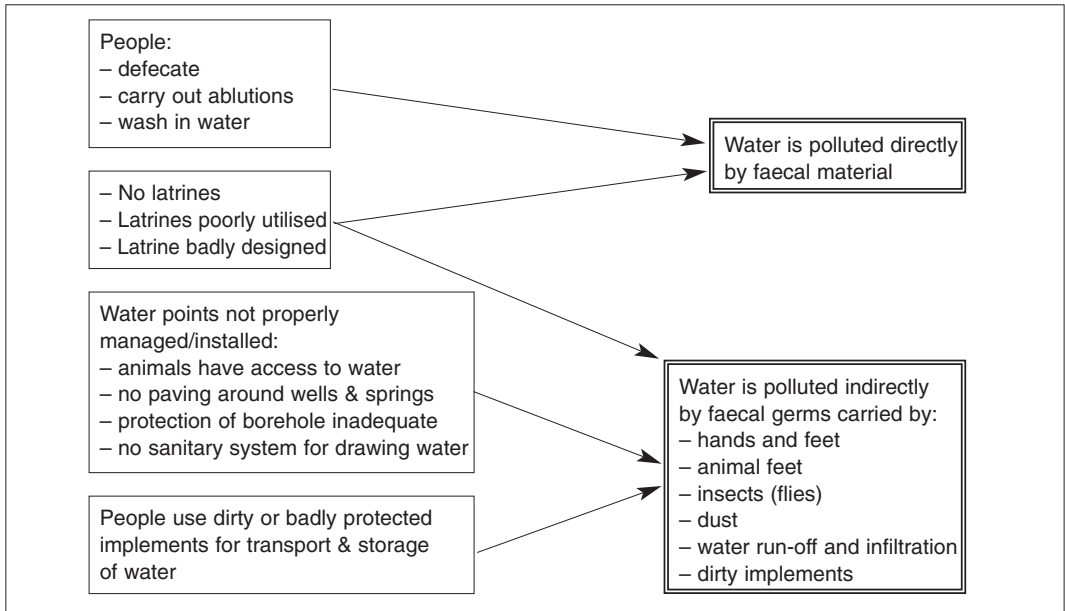 People:
– defecate
– carry out ablutions
– wash in water
Water is polluted directly
by faecal material
– No latrines
– Latrines poorly utilised
– Latrine badly designed
Water points not properly
managed/installed:
– animals have access to water
– no paving around wells & springs
– protection of borehole inadequate
– no sanitary system for drawing water
Water is polluted indirectly
by faecal germs carried by:
– hands and feet
– animal feet
– insects (flies)
– dust
– water run-off and infiltration
– dirty implements
People use dirty or badly protected
implements for transport & storage
of water